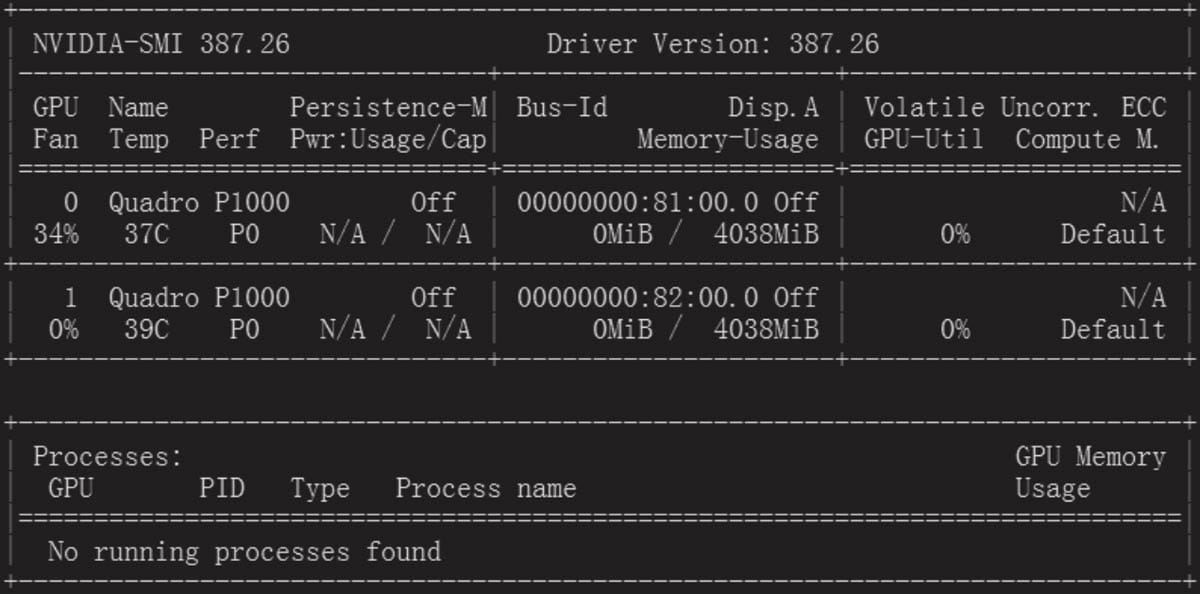 NVIDIA-SMI 387.26 Driver Version: 387.26
GPU Name Persistence-M| Bus-Id Disp.A | Volatile Uncorr. ECC
Fan Temp Perf Pwr:Usage/Cap| Memory-Usage | GPU-Util Compute M.
0 Quadro P1000 Off | 00000000:81:00.0 Off | N/A
34% 37C P0 N/A / N/A | 0MiB / 4038MiB | 0% Default
1 Quadro P1000 Off | 00000000:82:00.0 Off | N/A
0% 39C P0 N/A / N/A | 0MiB / 4038MiB | 0% Default
Processes: GPU Memory
GPU PID Type Process name Usage
No running processes found